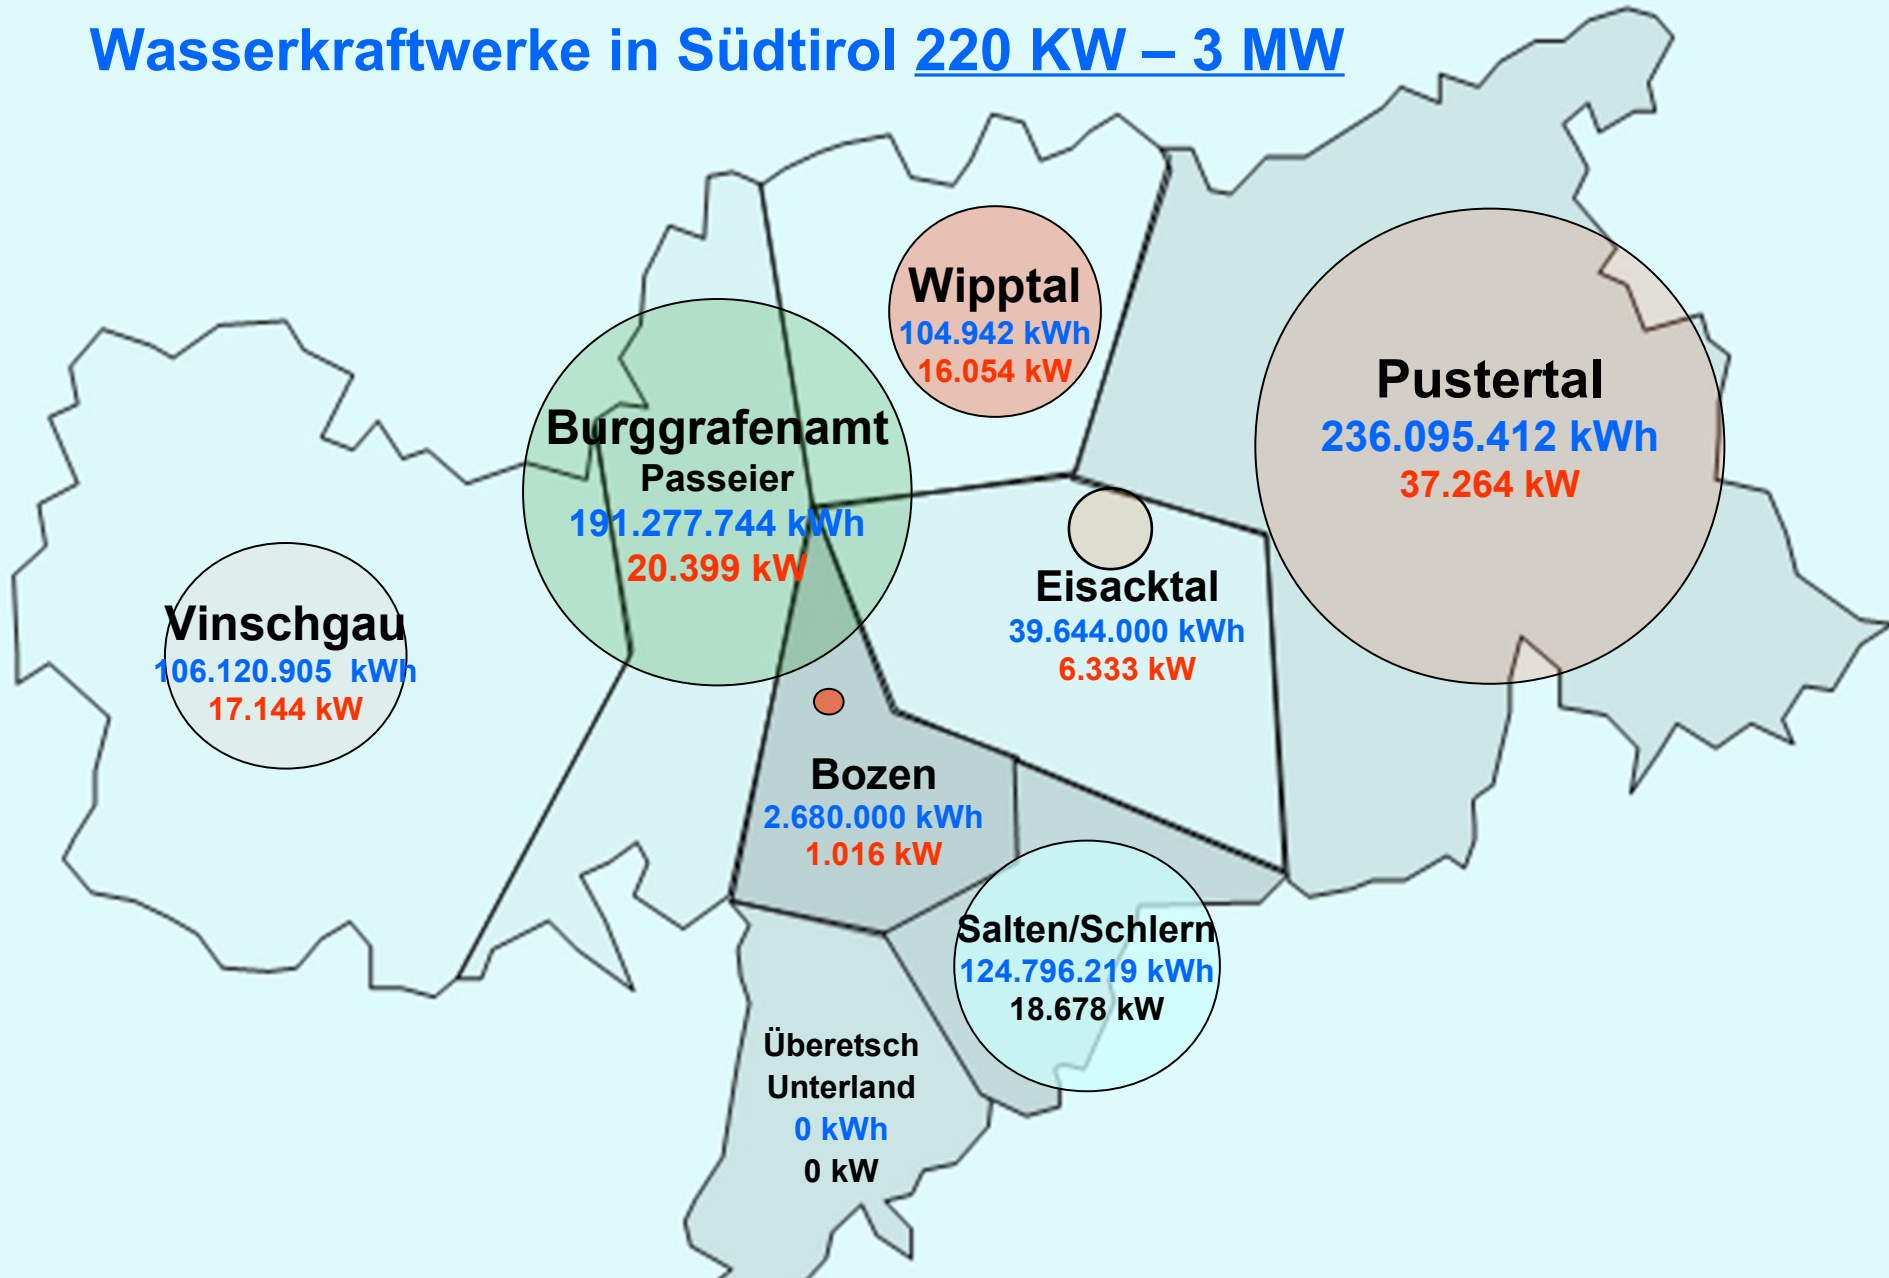 Wasserkraftwerke in Südtirol 220 KW – 3 MW
Wipptal
104.942 kWh
16.054 kW
Pustertal
236.095.412 kWh
37.264 kW
Burggrafenamt
Passeier
191.277.744 kWh
20.399 kW
Eisacktal
39.644.000 kWh
6.333 kW
Vinschgau
106.120.905 kWh
17.144 kW
Bozen
2.680.000 kWh
1.016 kW
Salten/Schlern
124.796.219 kWh
18.678 kW
Überetsch
Unterland
0 kWh
0 kW